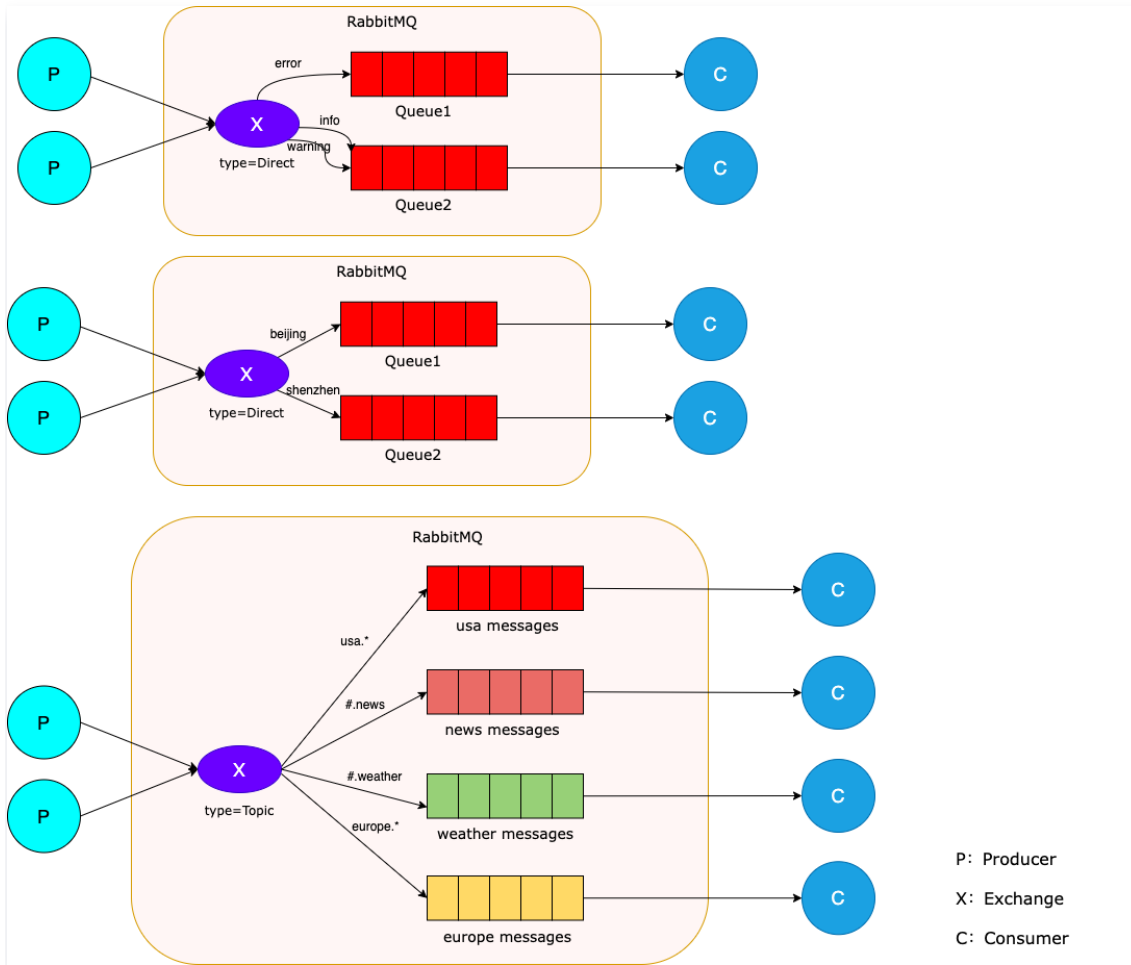 RabbitMQ
P
error
C
Queue1
X
info
warning
type=Direct
P
C
Queue2
RabbitMQ
P
beijing
C
Queue1
X
shenzhen
type=Direct
P
C
Queue2
RabbitMQ
C
usa messages
usa.*
C
#.news
news messages
P
X
#.weather
C
type=Topic
P
europe.*
weather messages
P: Producer
C
X: Exchange
europe messages
C: Consumer